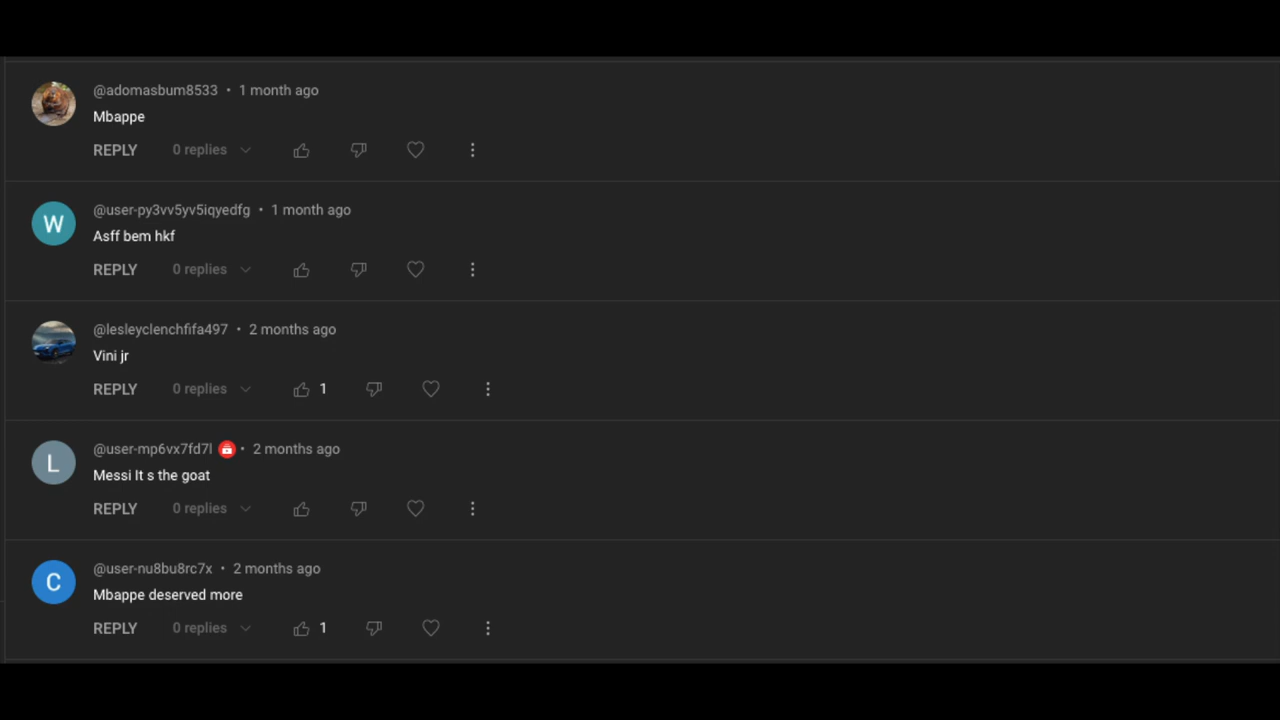 @adomasbum8533 • 1 month ago
Mbappe
REPLY 0 replies
W
@user-py3vv5yv5iqyedfg • 1 month ago
Asff bem hkf
REPLY 0 replies
@lesleyclenchfifa497 • 2 months ago
Vini jr
REPLY 0 replies 1
L
@user-mp6vx7fd7l • 2 months ago
Messi It s the goat
REPLY 0 replies
C
@user-nu8bu8rc7x • 2 months ago
Mbappe deserved more
REPLY 0 replies 1